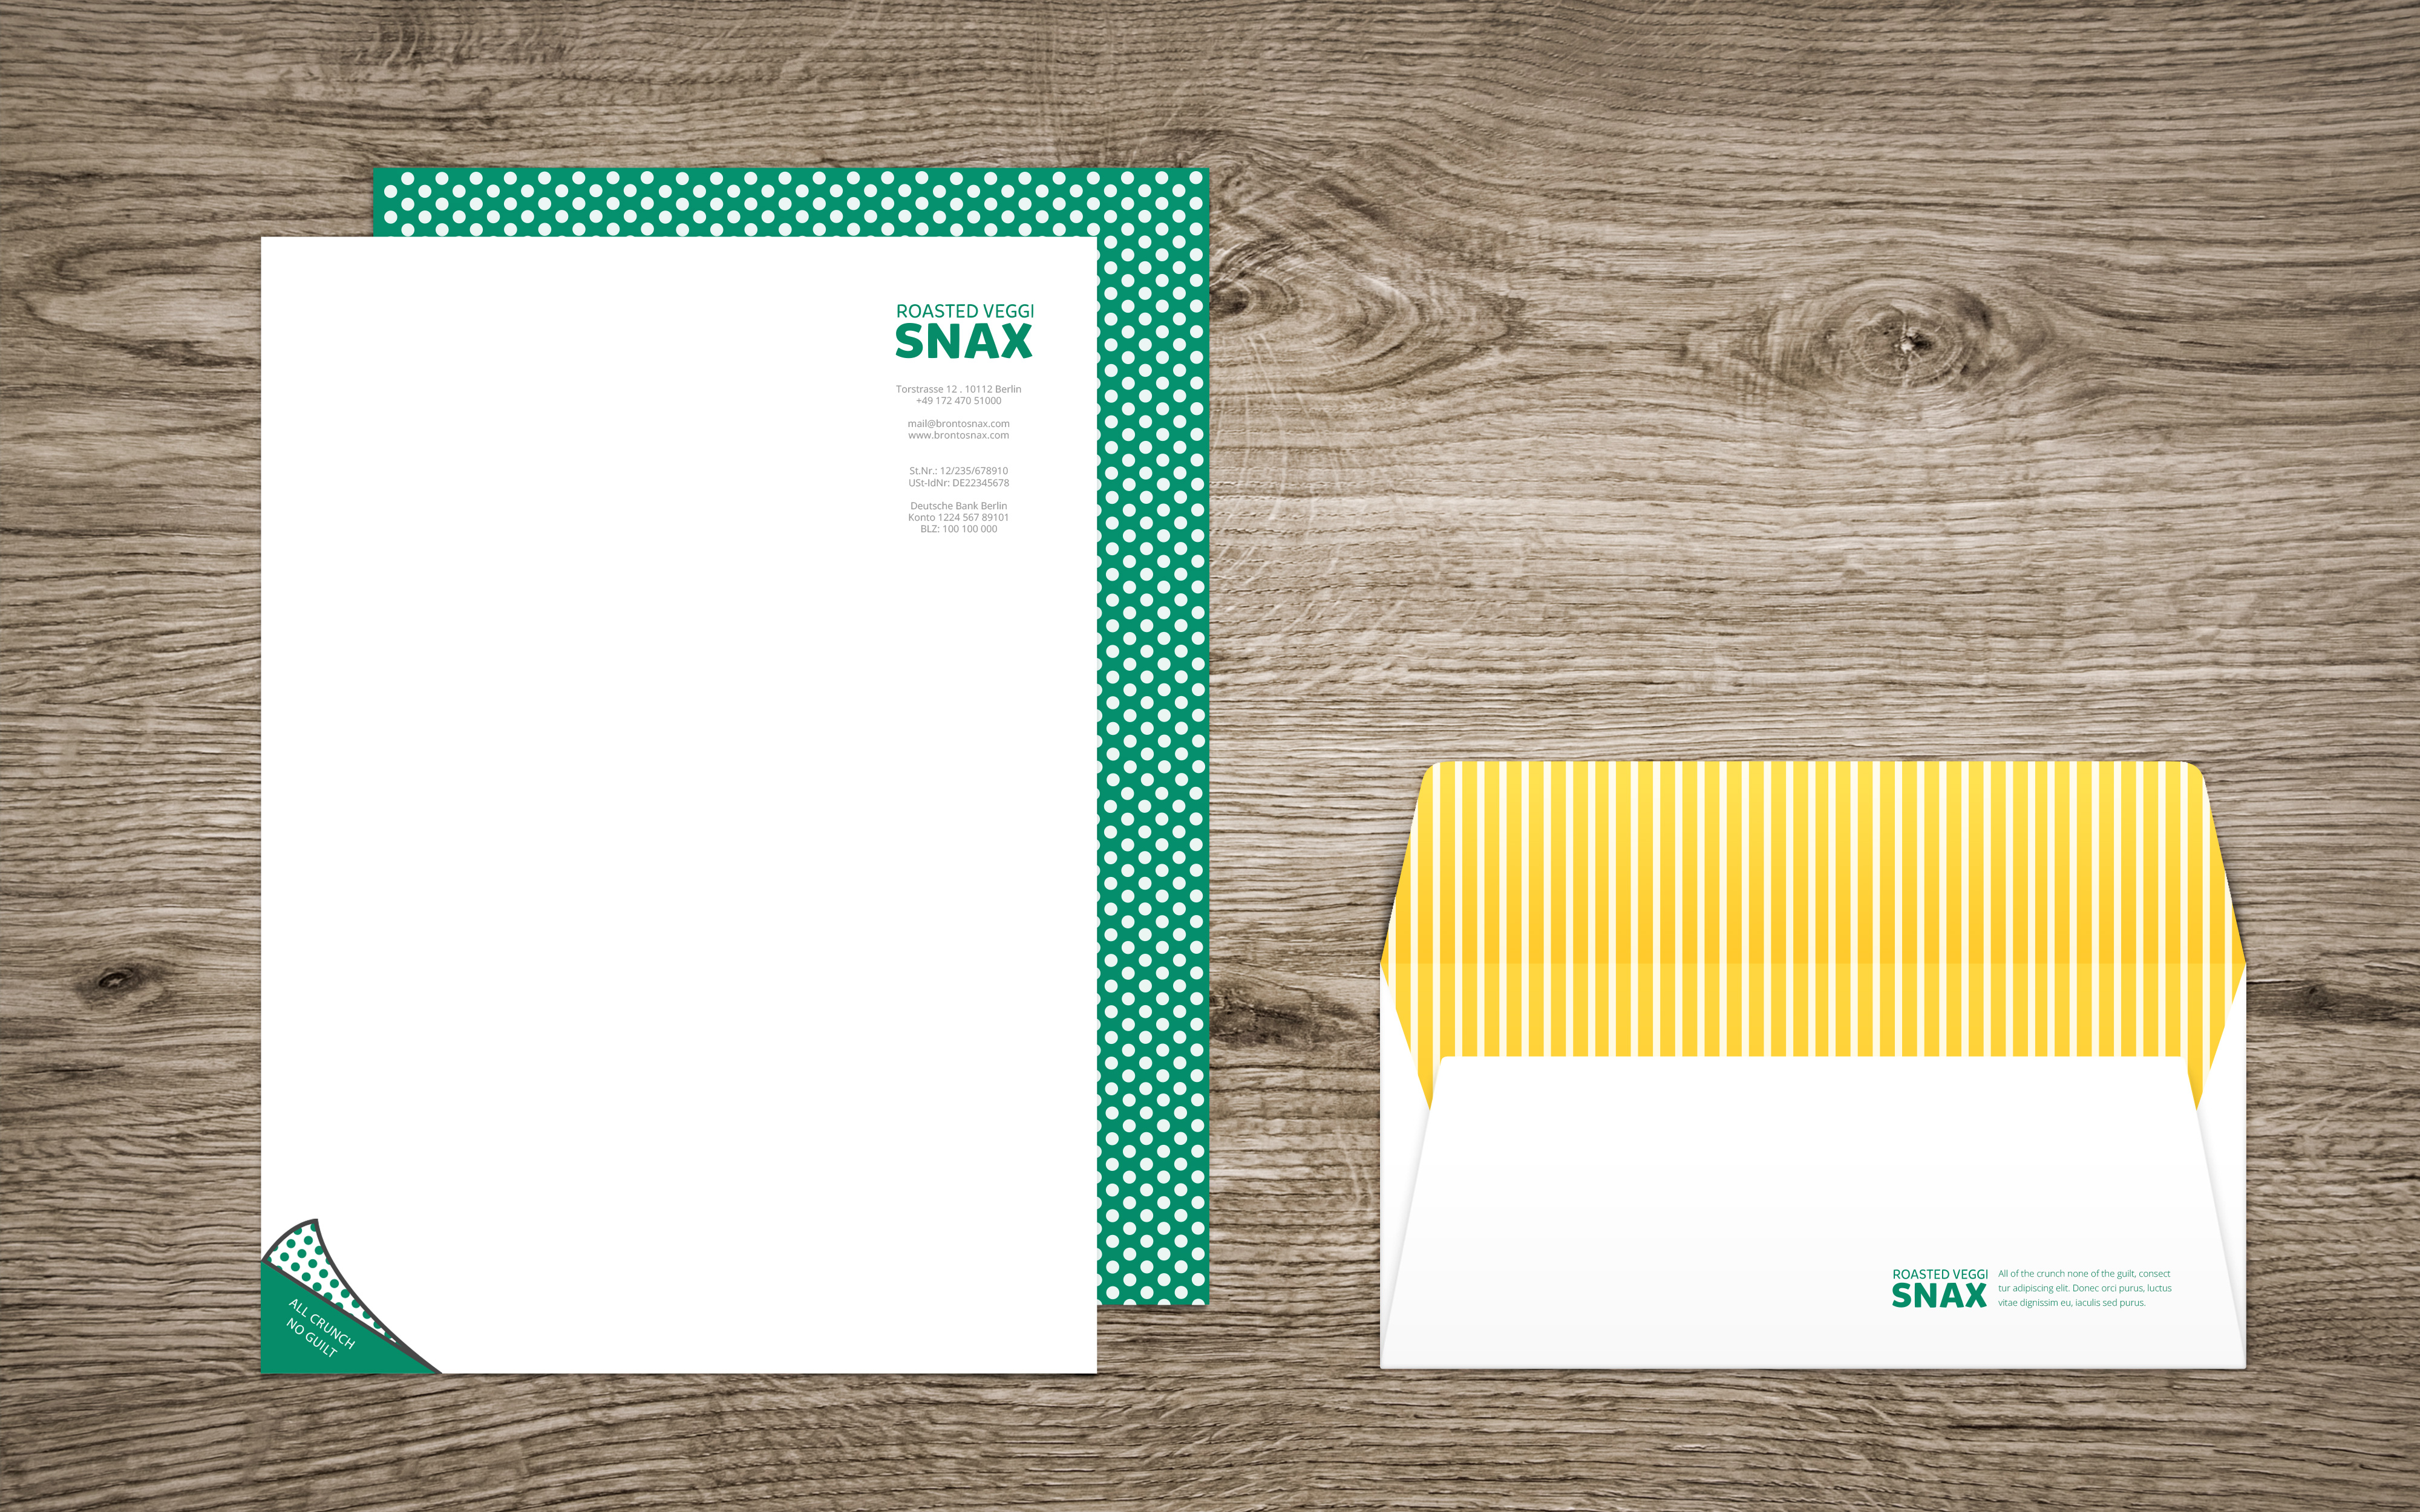 ROASTED VEGGI
SNAX
Torstrasse 12 . 10112 Berlin
+49 172 470 51000
mail@brontosnax.com
www.brontosnax.com
St.Nr.: 12/235/678910
USt-IdNr: DE22345678
Deutsche Bank Berlin
Konto 1224 567 89101
BLZ: 100 100 000
ALL CRUNCH
NO GUILT
ROASTED VEGGI
SNAX
All of the crunch none of the guilt, consect
tur adipiscing elit. Donec orci purus, luctus
vitae dignissim eu, iaculis sed purus.